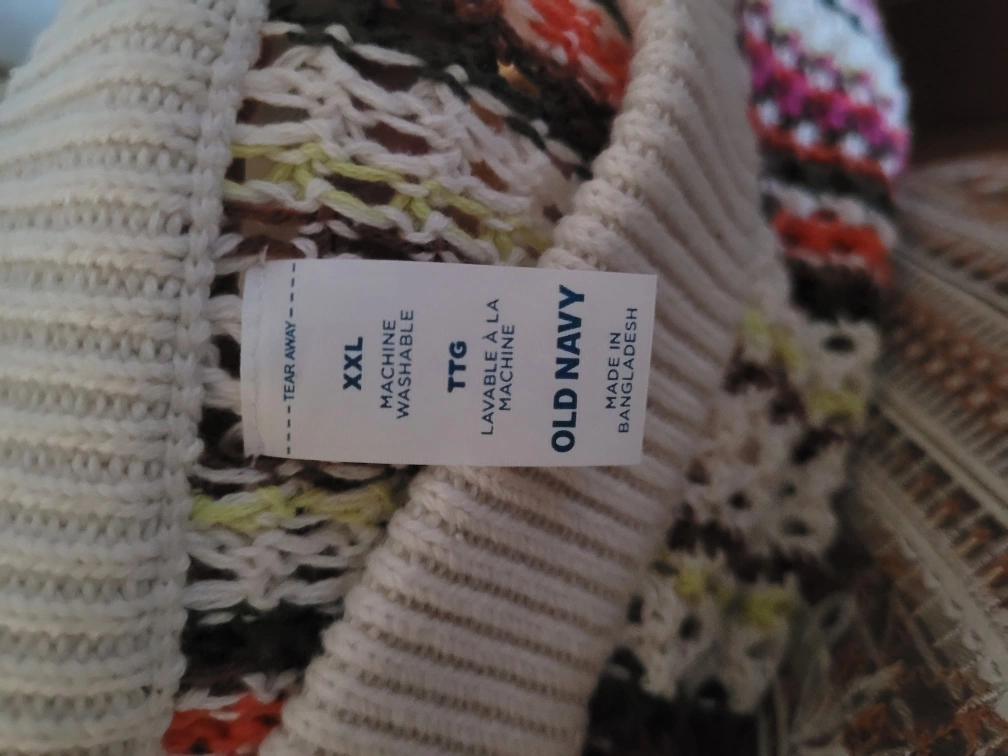 TEAR AWAY
XXL
MACHINE
WASHABLE
TTG
LAVABLE À LA
MACHINE
OLD NAVY
MADE IN
BANGLADESH